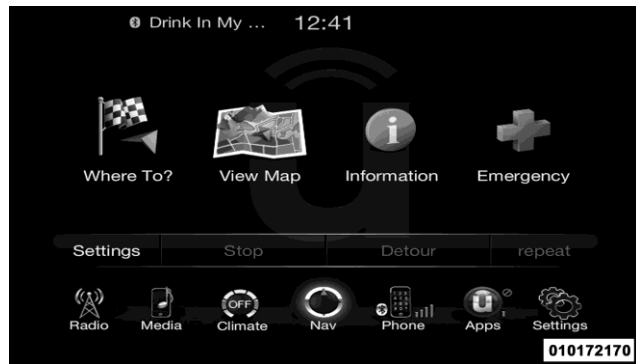 Drink In My ... 12:41
Where To? View Map Information Emergency
Settings Stop Detour repeat
OFF
Radio Media Climate Nav Phone Apps Settings
010172170